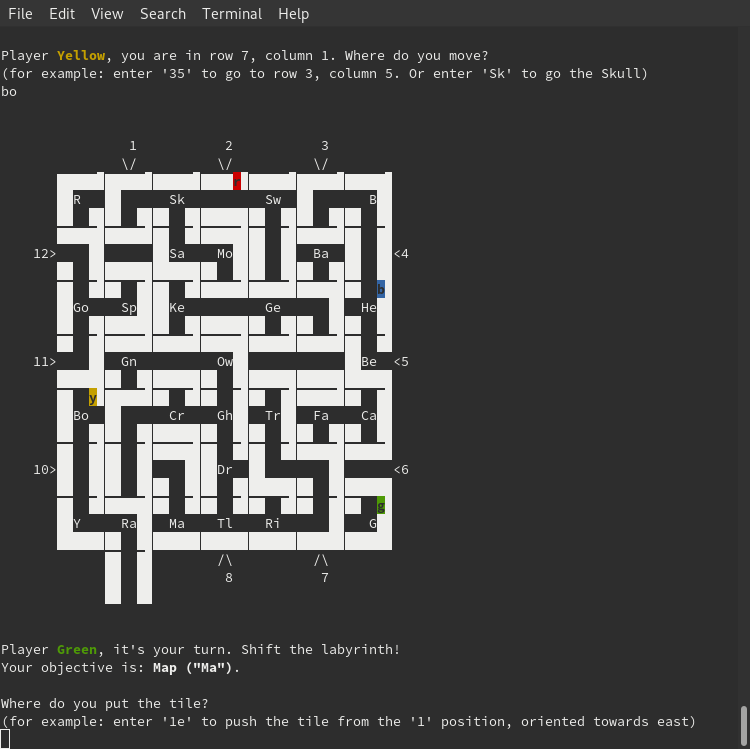 File Edit View Search Terminal Help
Player Yellow, you are in row 7, column 1. Where do you move?
(for example: enter '35' to go to row 3, column 5. Or enter 'Sk' to go the Skull)
bo
1 2 3
\/ \/ \/
R Sk Sw B
12> Sa Mo Ba <4
b
Go Sp Ke Ge He
11> Gn Ow Be <5
y
Bo Cr Gh Tr Fa Ca
10> Dr <6
g
Y Ra Ma Tl Ri G
/\ /\
8 7
Player Green, it's your turn. Shift the labyrinth!
Your objective is: Map ("Ma").
Where do you put the tile?
(for example: enter '1e' to push the tile from the '1' position, oriented towards east)